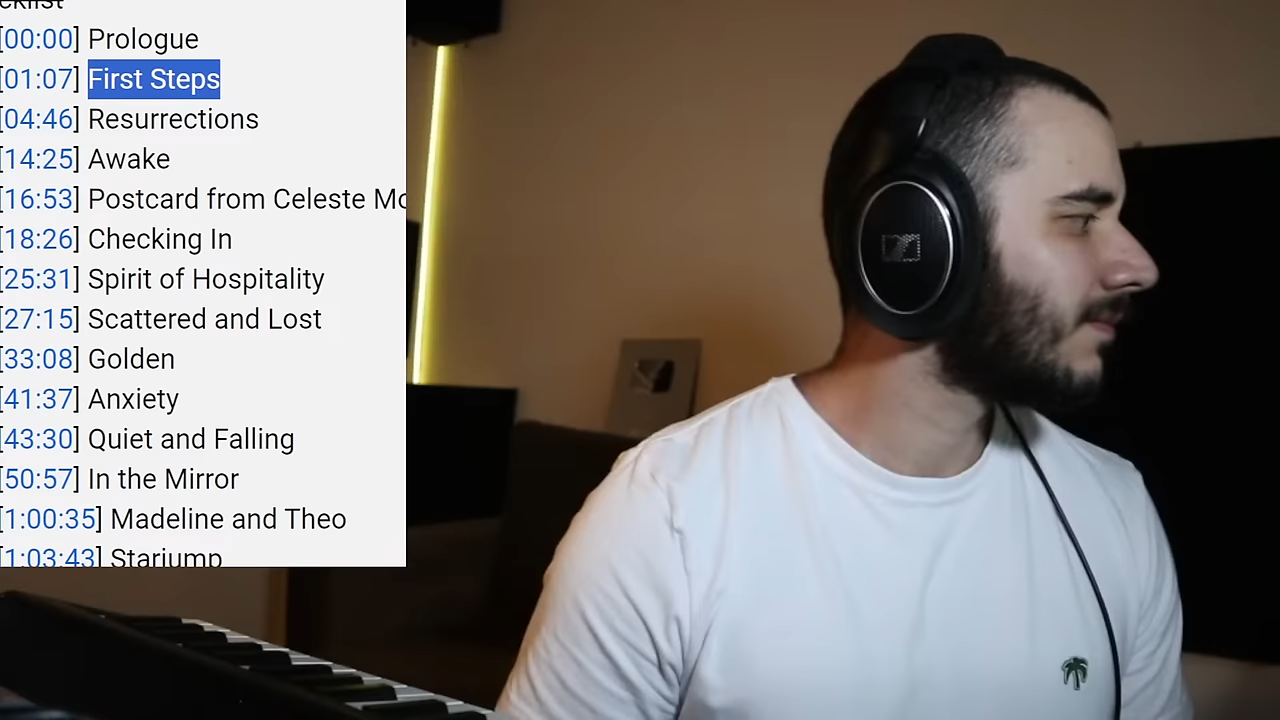 cklist
[00:00] Prologue
[01:07] First Steps
[04:46] Resurrections
[14:25] Awake
[16:53] Postcard from Celeste Mo
[18:26] Checking In
[25:31] Spirit of Hospitality
[27:15] Scattered and Lost
[33:08] Golden
[41:37] Anxiety
[43:30] Quiet and Falling
[50:57] In the Mirror
[1:00:35] Madeline and Theo
[1:03:43] Starjump